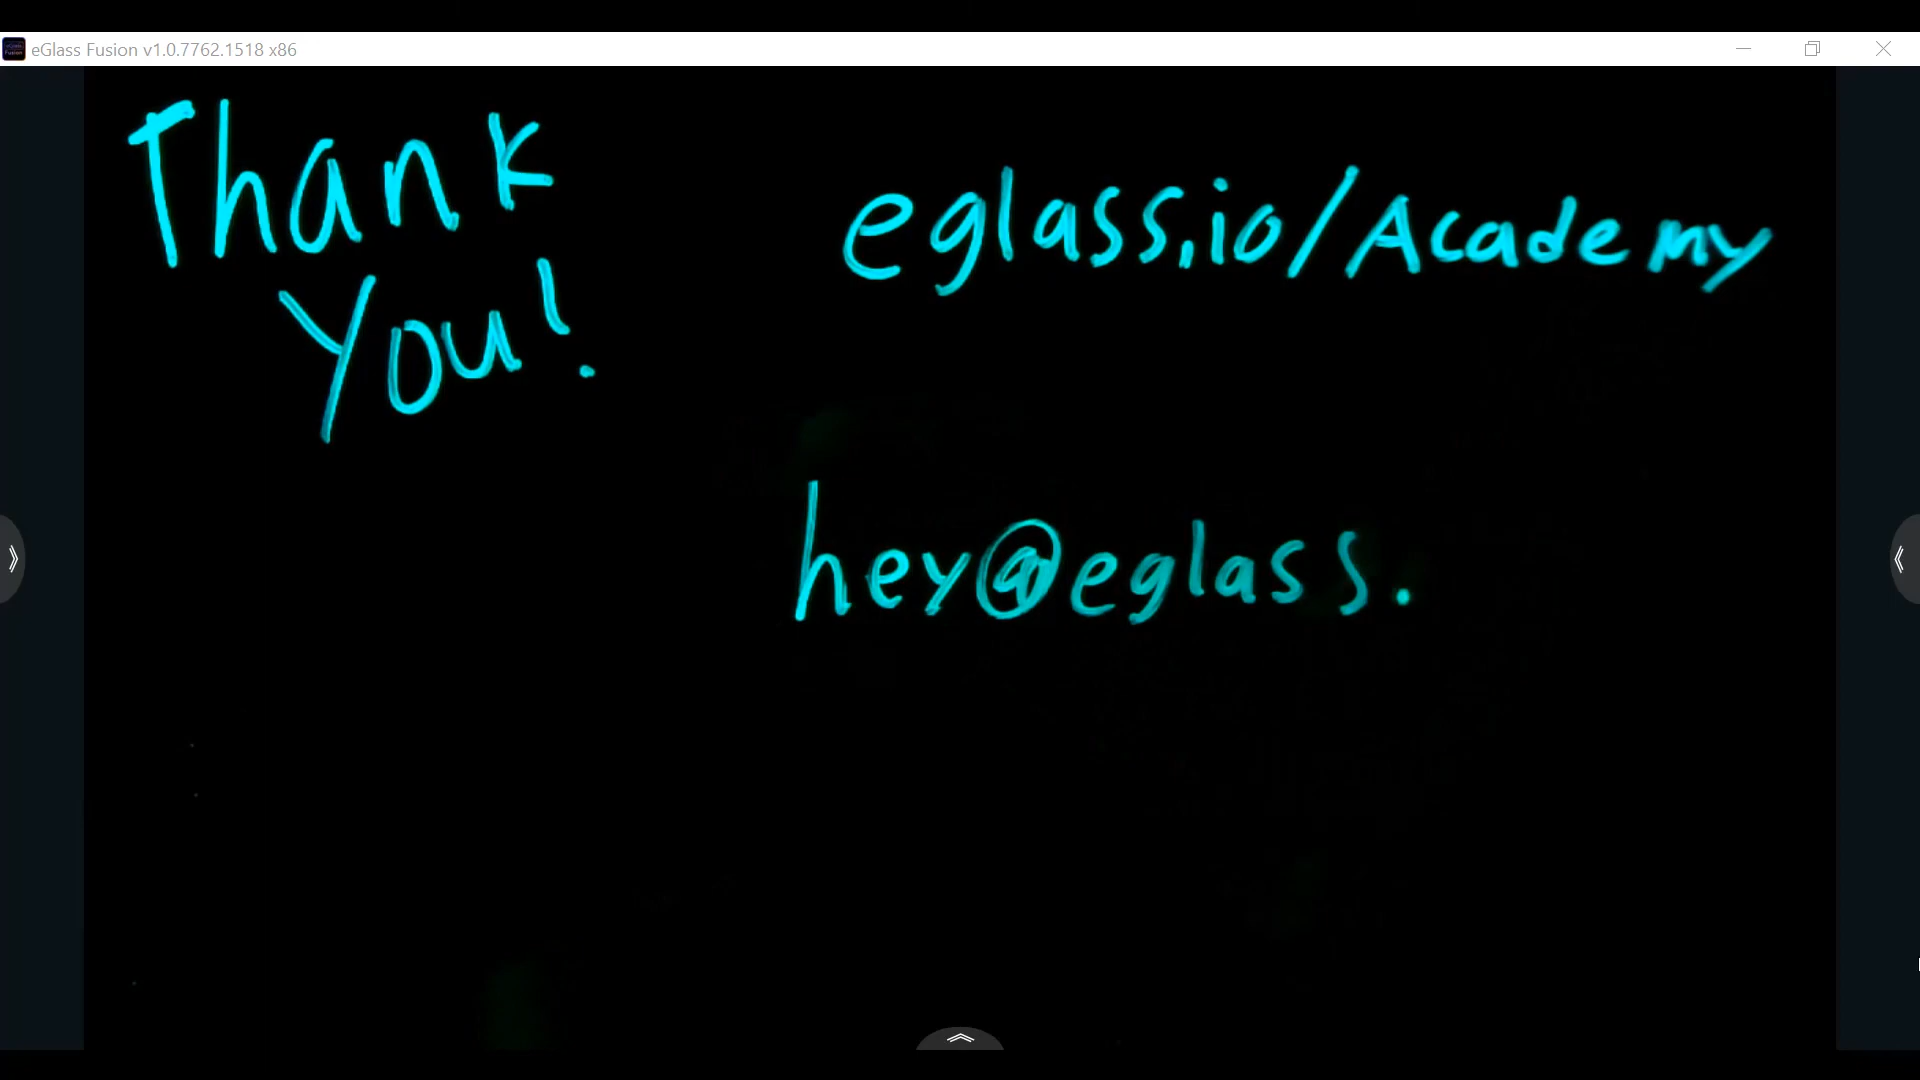 eGlass Fusion v1.0.7762.1518 x86
Thank
You!
eglass.io/Academy
hey@eglass.